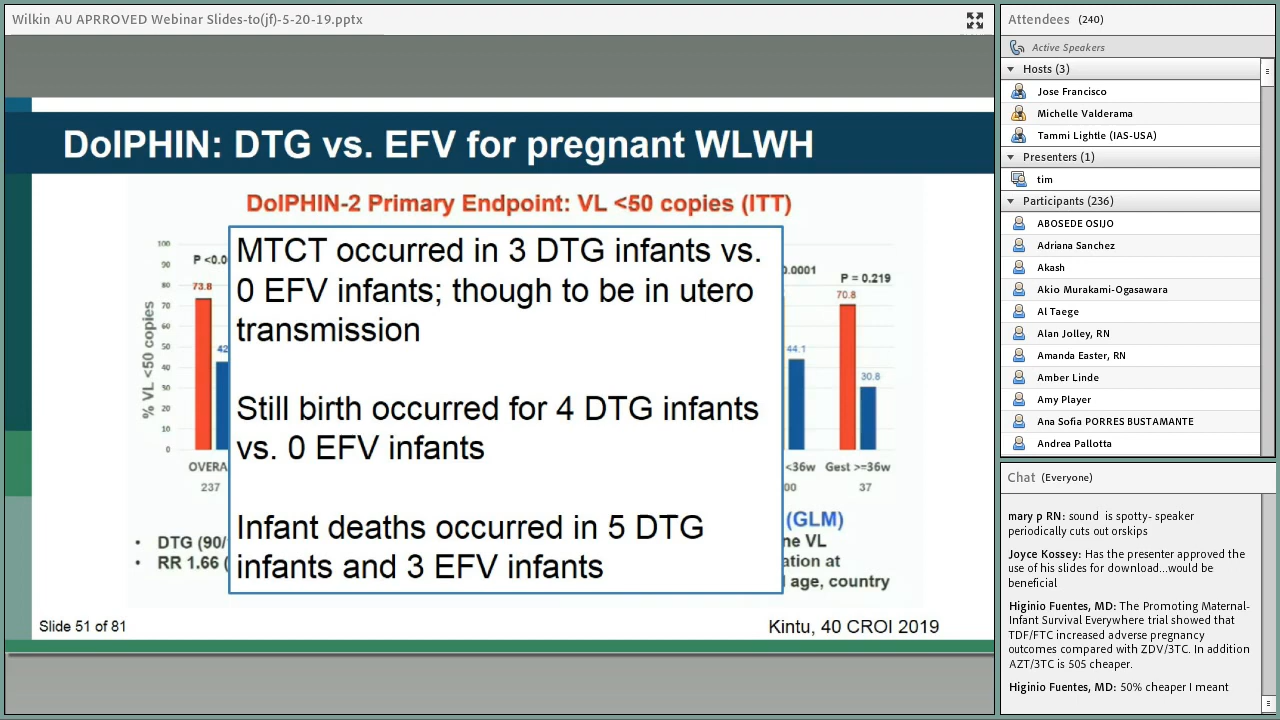 Wilkin AU APRROVED Webinar Slides-to(jf)-5-20-19.pptx
DolPHIN: DTG vs. EFV for pregnant WLWH
DolPHIN-2 Primary Endpoint: VL <50 copies (ITT)
MTCT occurred in 3 DTG infants vs.
0 EFV infants; though to be in utero
transmission
Still birth occurred for 4 DTG infants
vs. 0 EFV infants
Infant deaths occurred in 5 DTG
infants and 3 EFV infants
% VL <50 copies
100
90
80
70
60
50
40
30
20
10
0
P <0.0
73.8
42
OVERA
237
0.0001
P = 0.219
70.8
44.1
30.8
<36w
Gest >=36w
00
37
• DTG (90/
• RR 1.66 (
(GLM)
ne VL
ation at
age, country
Slide 51 of 81
Kintu, 40 CROI 2019
Attendees (240)
Active Speakers
Hosts (3)
Jose Francisco
Michelle Valderama
Tammi Lightle (IAS-USA)
Presenters (1)
tim
Participants (236)
ABOSEDE OSIJO
Adriana Sanchez
Akash
Akio Murakami-Ogasawara
Al Taege
Alan Jolley, RN
Amanda Easter, RN
Amber Linde
Amy Player
Ana Sofia PORRES BUSTAMANTE
Andrea Pallotta
Chat (Everyone)
mary p RN: sound is spotty- speaker
periodically cuts out orskips
Joyce Kossey: Has the presenter approved the
use of his slides for download...would be
beneficial
Higinio Fuentes, MD: The Promoting Maternal-
Infant Survival Everywhere trial showed that
TDF/FTC increased adverse pregnancy
outcomes compared with ZDV/3TC. In addition
AZT/3TC is 505 cheaper.
Higinio Fuentes, MD: 50% cheaper I meant